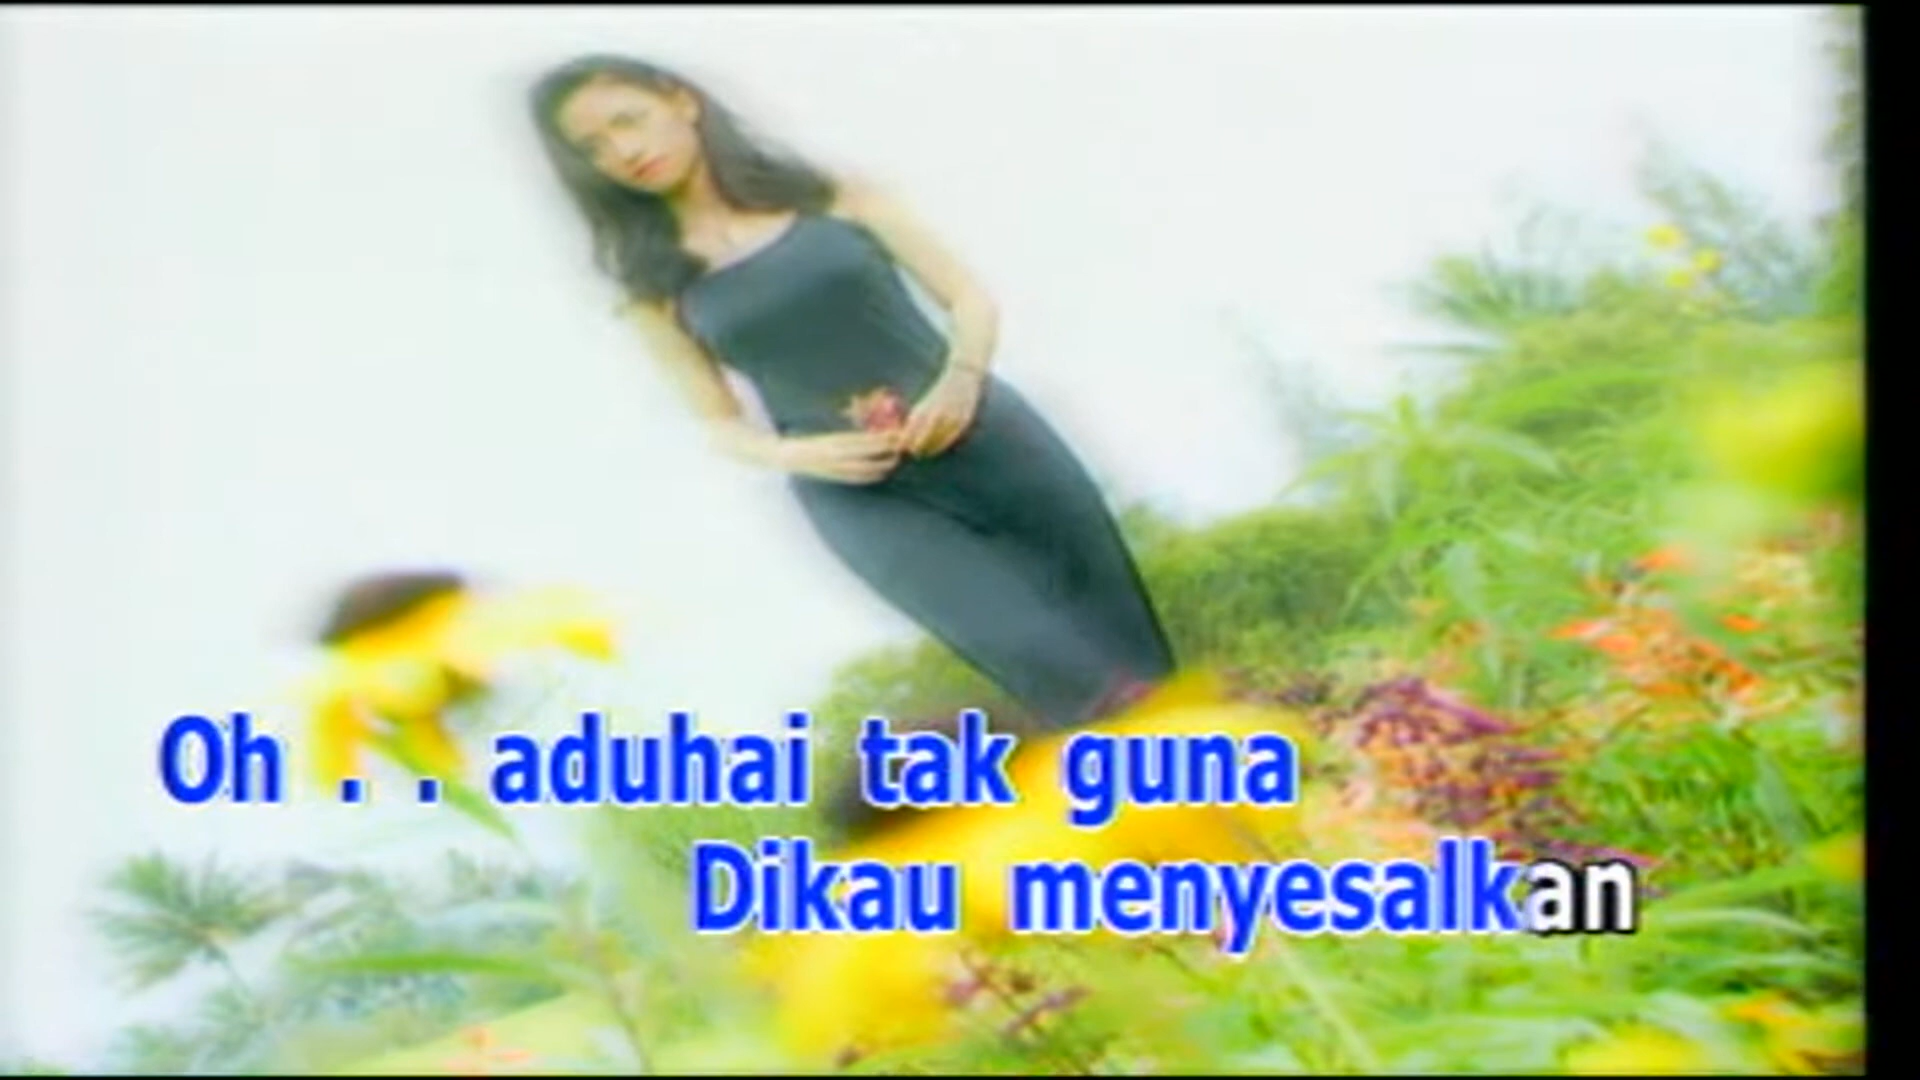 Oh . . aduhai tak guna
Dikau menyesalkan